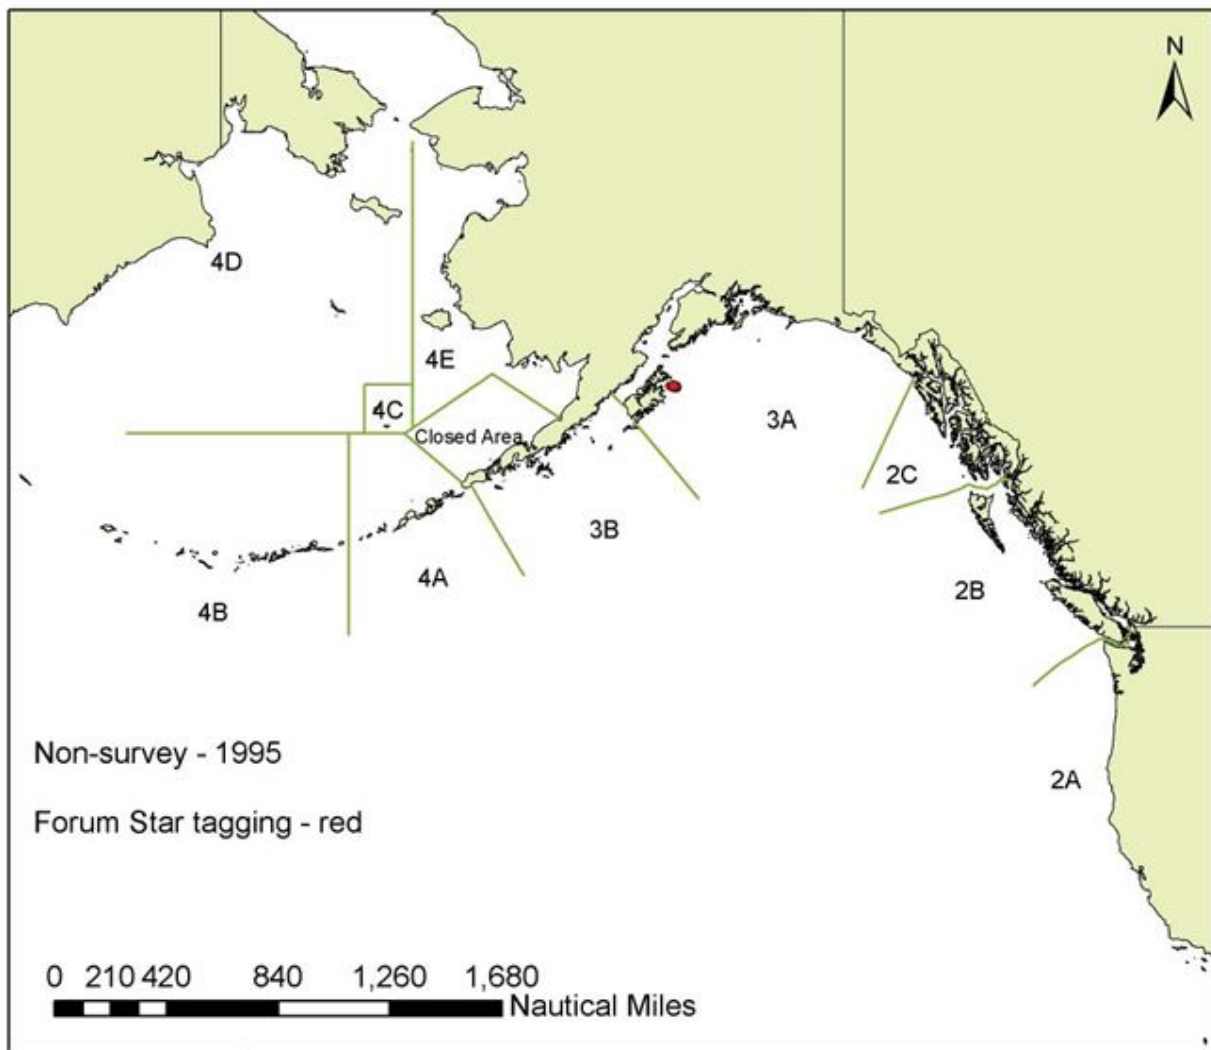 N
4D
4E
4C
Closed Area
3A
2C
3B
4A
4B
2B
2A
Non-survey - 1995
Forum Star tagging - red
0 210 420 840 1,260 1,680
Nautical Miles